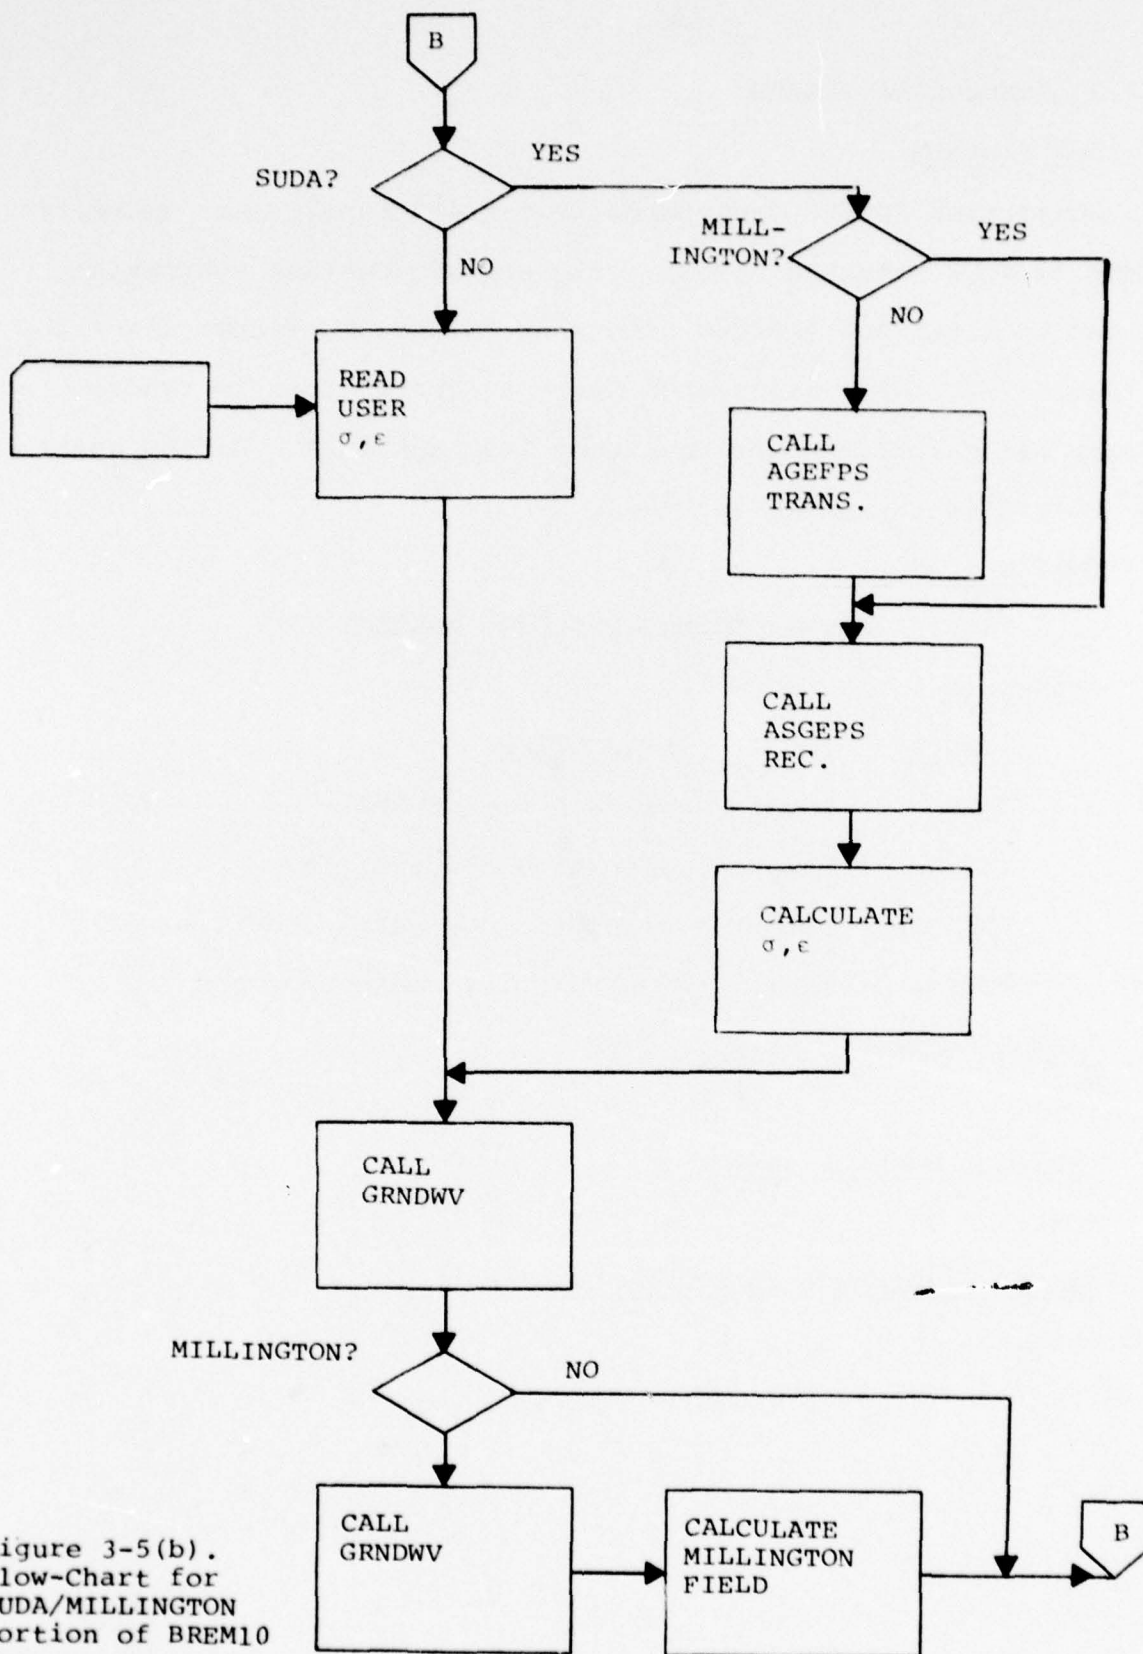 B
SUDA?
YES
NO
MILL-
INGTON?
YES
NO
READ
USER
σ,ε
CALL
AGEFPS
TRANS.
CALL
ASGEPS
REC.
CALCULATE
σ,ε
CALL
GRNDWV
MILLINGTON?
NO
CALL
GRNDWV
CALCULATE
MILLINGTON
FIELD
B
igure 3-5(b).
low-Chart for
UDA/MILLINGTON
ortion of BREM10